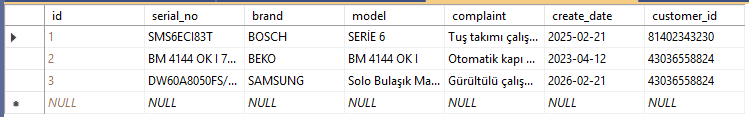 id serial_no brand model complaint create_date customer_id
1 SMS6ECI83T BOSCH SERİE 6 Tuş takımı çalış... 2025-02-21 81402343230
2 BM 4144 OK I 7... BEKO BM 4144 OK I Otomatik kapı ... 2023-04-12 43036558824
3 DW60A8050FS/... SAMSUNG Solo Bulaşık Ma... Gürültülü çalış... 2026-02-21 43036558824
NULL NULL NULL NULL NULL NULL NULL